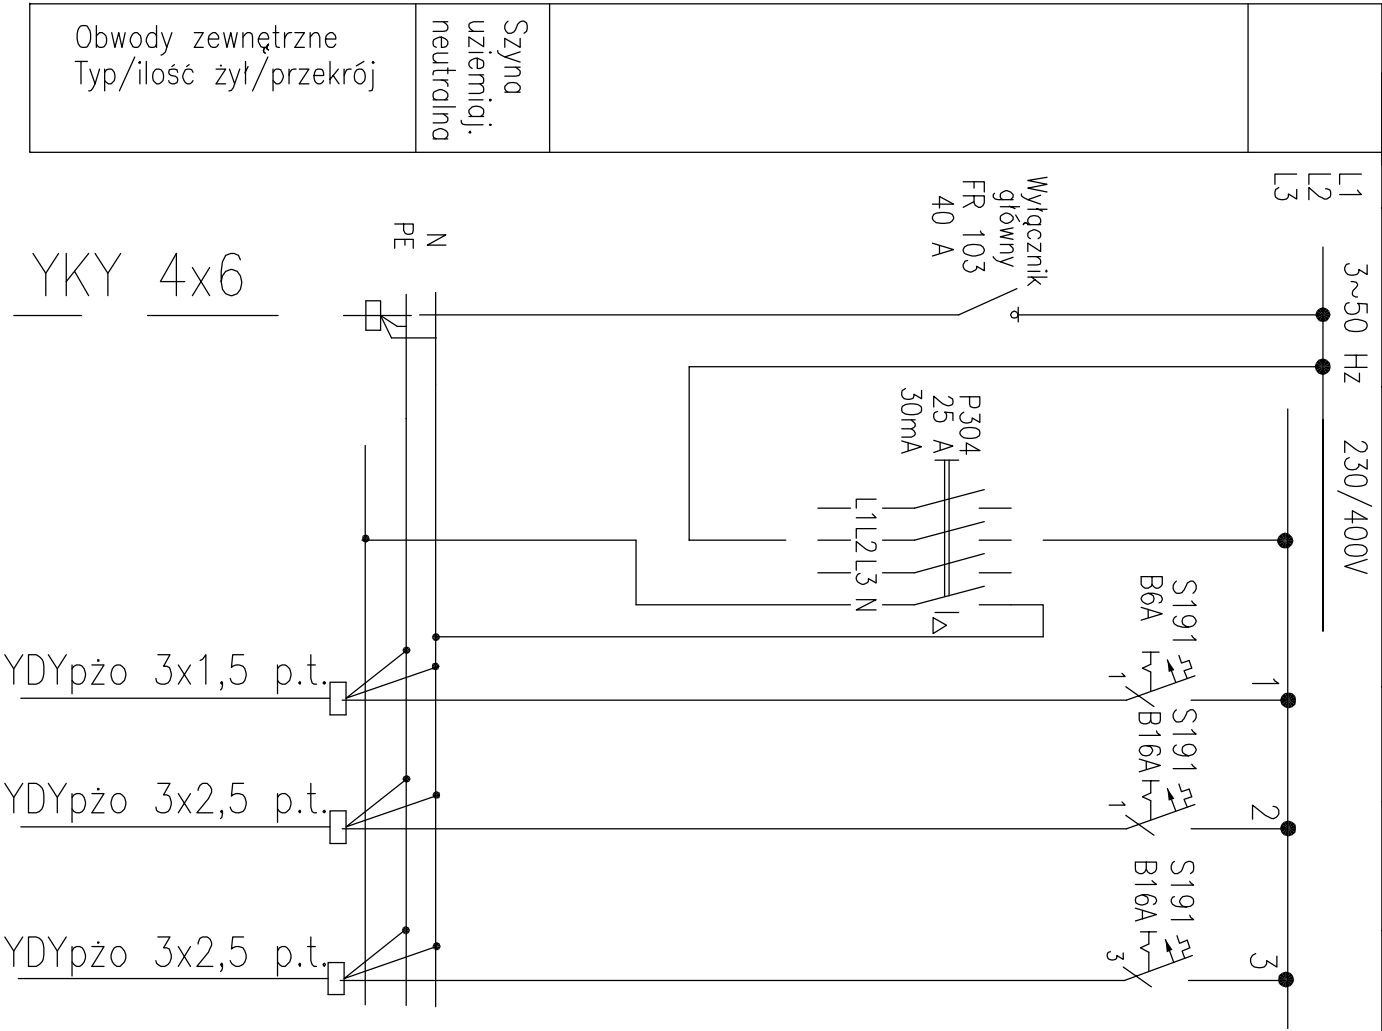 Obwody zewnętrzne
Typ/ilość żył/przekrój
Szyna
uziemiaj.
neutralna
L1
L2
L3
3~50 Hz 230/400V
Wyłącznik
główny
FR 103
40 A
N
PE
YKY 4x6
P304
25 A
30mA
L1
L2
L3
N
S191
B6A
1
1
YDYpżo 3x1,5 p.t.
S191
B16A
1
2
YDYpżo 3x2,5 p.t.
S191
B16A
3
3
YDYpżo 3x2,5 p.t.